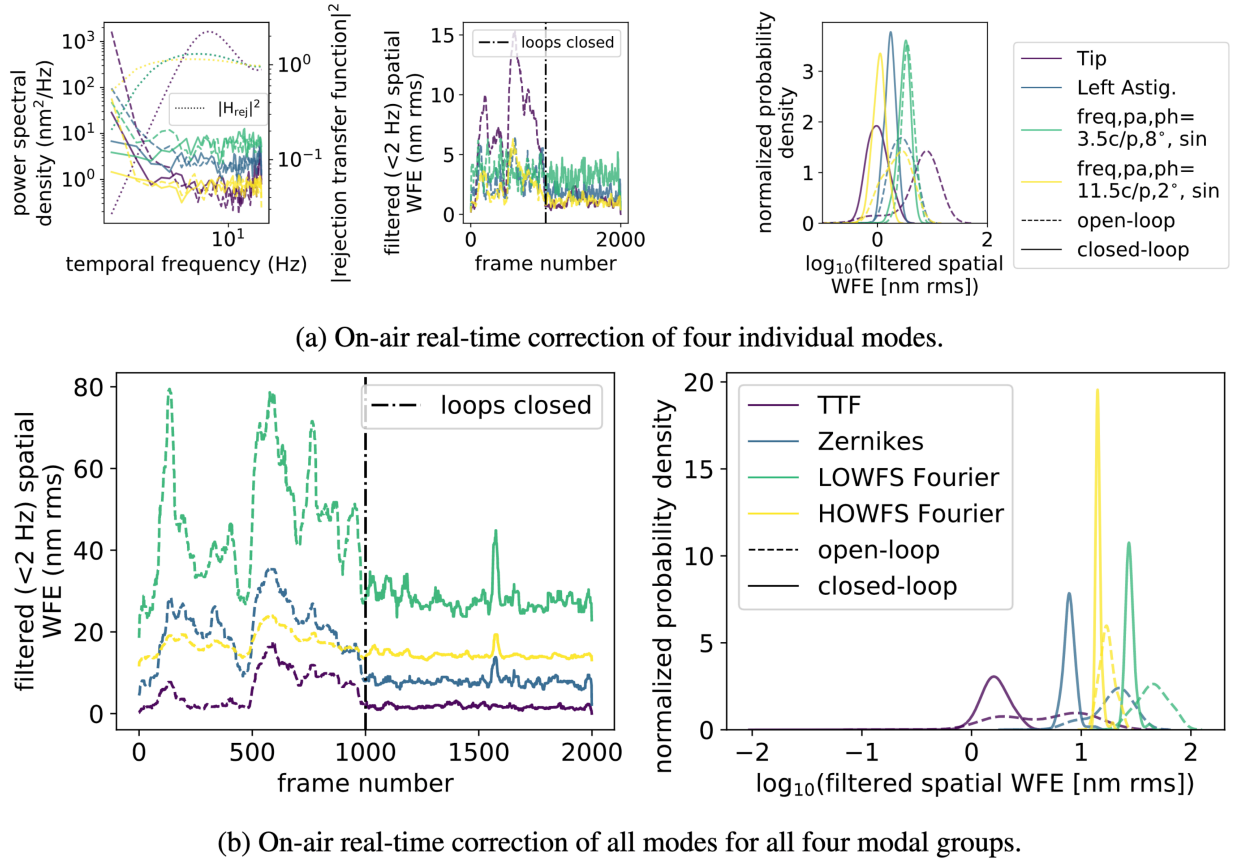 power spectral
density (nm²/Hz)
10³
10²
10¹
10⁰
|H_rej|²
10¹
temporal frequency (Hz)
10⁰
10⁻¹
|rejection transfer function|²
filtered (<2 Hz) spatial
WFE (nm rms)
15
10
5
0
loops closed
0
2000
frame number
normalized probability
density
3
2
1
0
0
2
log₁₀(filtered spatial
WFE [nm rms])
Tip
Left Astig.
freq,pa,ph=
3.5c/p,8°, sin
freq,pa,ph=
11.5c/p,2°, sin
open-loop
closed-loop
(a) On-air real-time correction of four individual modes.
filtered (<2 Hz) spatial
WFE (nm rms)
80
60
40
20
0
loops closed
0
500
1000
1500
2000
frame number
normalized probability density
20
15
10
5
0
TTF
Zernikes
LOWFS Fourier
HOWFS Fourier
open-loop
closed-loop
−2
−1
0
1
2
log₁₀(filtered spatial WFE [nm rms])
(b) On-air real-time correction of all modes for all four modal groups.